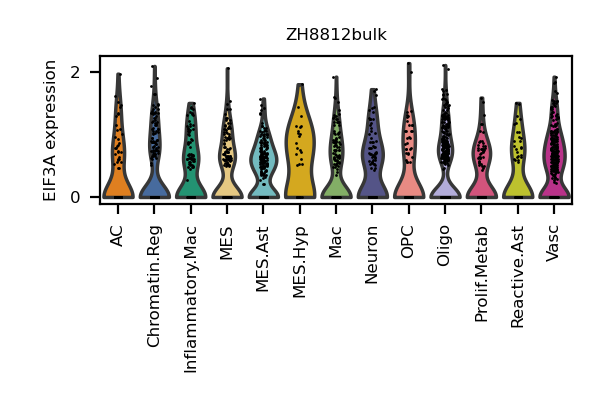 ZH8812bulk
EIF3A expression
2
0
AC
Chromatin.Reg
Inflammatory.Mac
MES
MES.Ast
MES.Hyp
Mac
Neuron
OPC
Oligo
Prolif.Metab
Reactive.Ast
Vasc